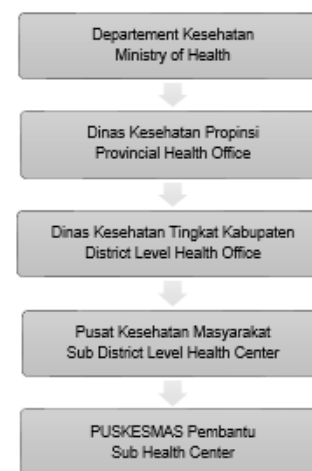 Departement Kesehatan
Ministry of Health
Dinas Kesehatan Propinsi
Provincial Health Office
Dinas Kesehatan Tingkat Kabupaten
District Level Health Office
Pusat Kesehatan Masyarakat
Sub District Level Health Center
PUSKESMAS Pembantu
Sub Health Center